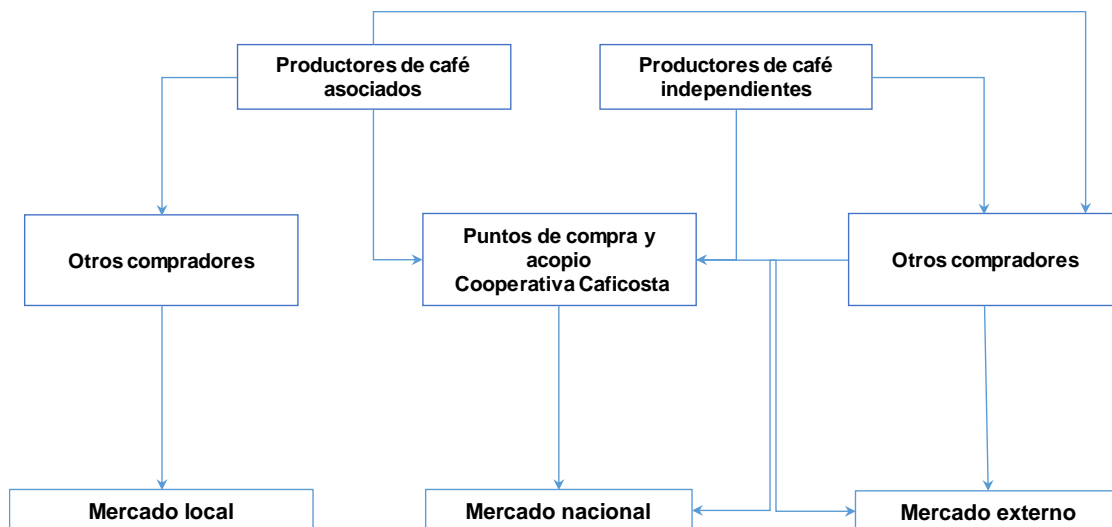 Productores de café
asociados
Productores de café
independientes
Otros compradores
Puntos de compra y
acopio
Cooperativa Caficosta
Otros compradores
Mercado local
Mercado nacional
Mercado externo